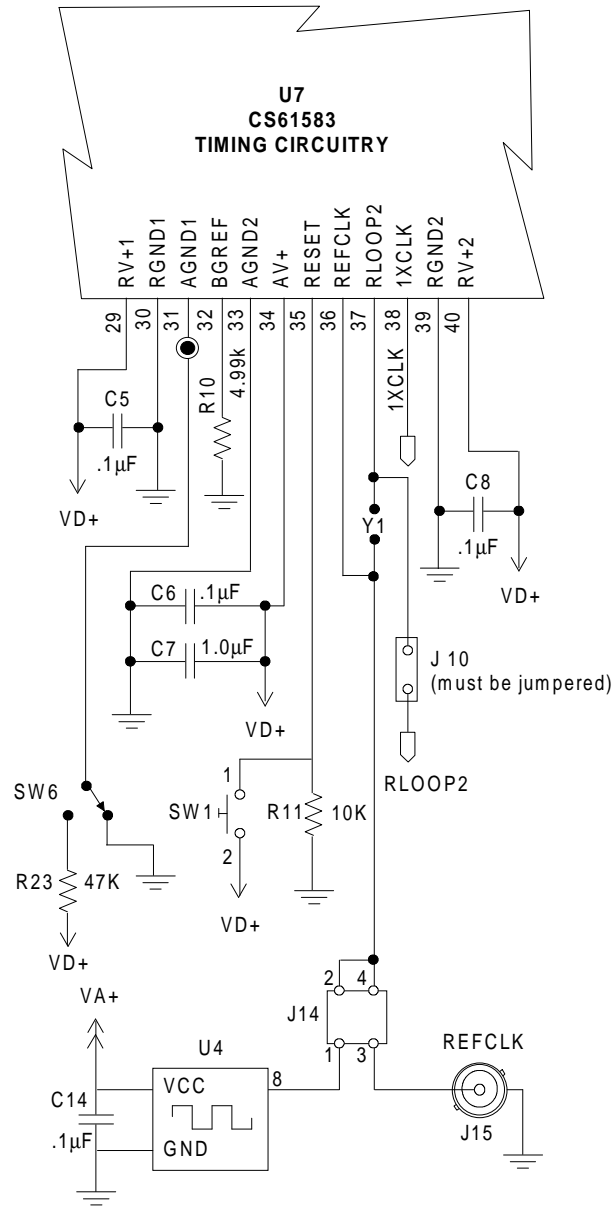 U7
CS61583
TIMING CIRCUITRY
RV+1
RGND1
AGND1
BGREF
AGND2
AV+
RESET
REFCLK
RLOOP2
1XCLK
RGND2
RV+2
29
30
31
32
33
34
35
36
37
38
39
40
R10
4.99k
1XCLK
C5
.1µF
VD+
C8
.1µF
VD+
Y1
C6
.1µF
C7
1.0µF
VD+
J10
(must be jumpered)
RLOOP2
SW6
1
SW1
2
VD+
R11
10K
R23
47K
VD+
VA+
2
4
J14
1
3
U4
VCC
8
GND
C14
.1µF
REFCLK
J15